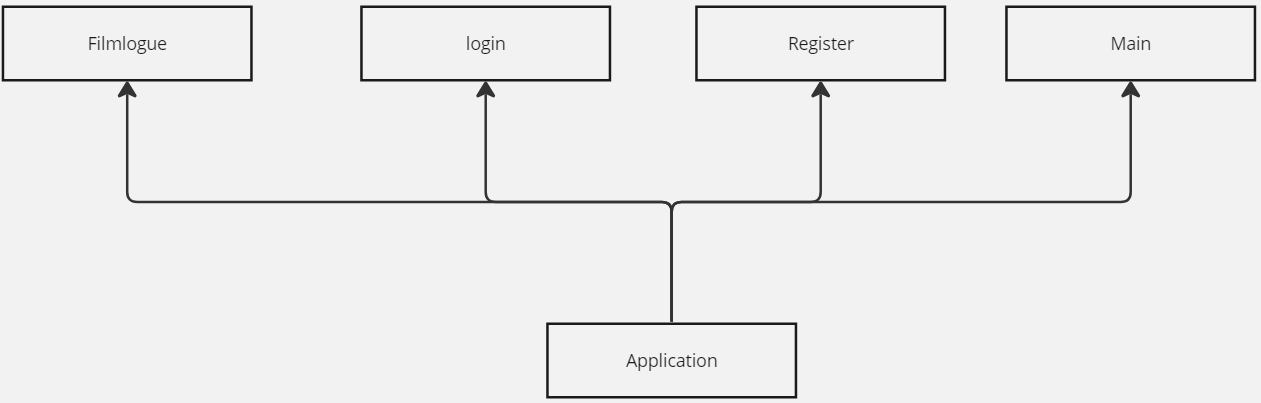 Filmlogue
login
Register
Main
Application